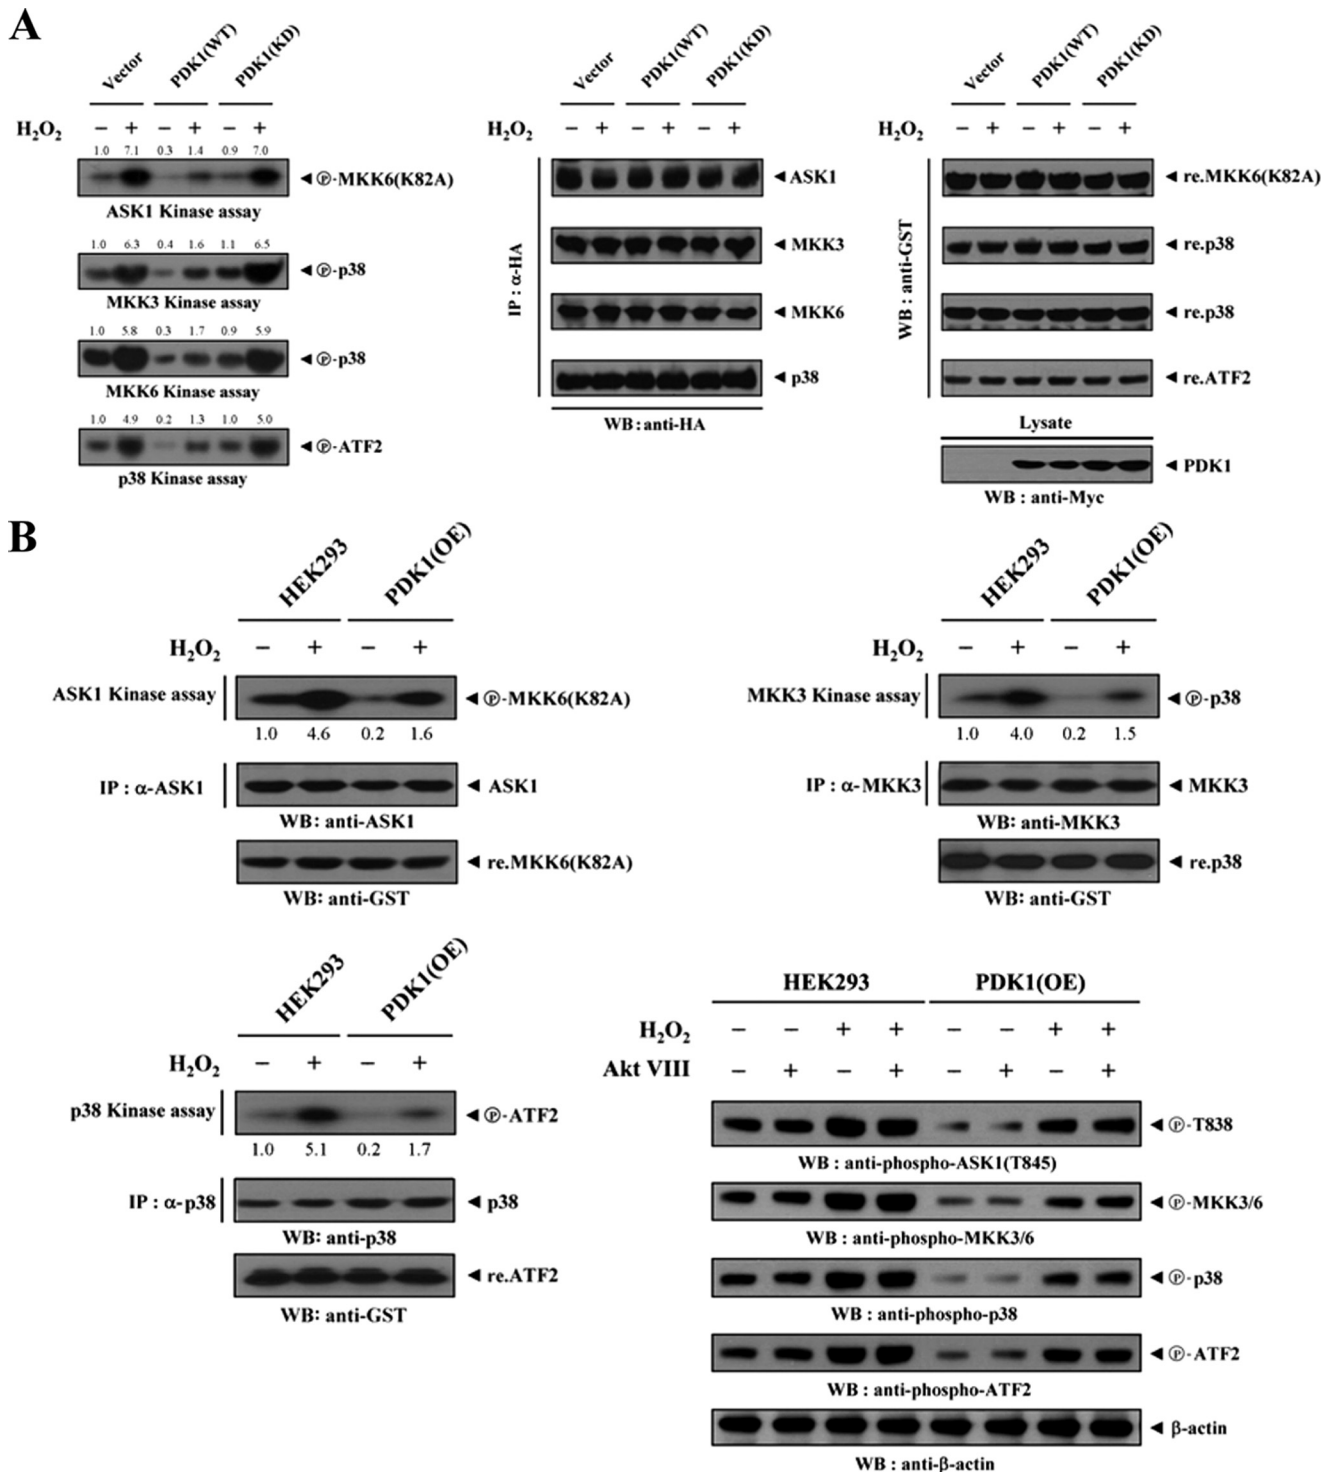 A
Vector PDK1(WT) PDK1(KD)
H₂O₂ – + – + – +
1.0 7.1 0.3 1.4 0.9 7.0
Ⓟ-MKK6(K82A)
ASK1 Kinase assay
1.0 6.3 0.4 1.6 1.1 6.5
Ⓟ-p38
MKK3 Kinase assay
1.0 5.8 0.3 1.7 0.9 5.9
Ⓟ-p38
MKK6 Kinase assay
1.0 4.9 0.2 1.3 1.0 5.0
Ⓟ-ATF2
p38 Kinase assay
Vector PDK1(WT) PDK1(KD)
H₂O₂ – + – + – +
IP : α-HA
ASK1
MKK3
MKK6
p38
WB : anti-HA
Vector PDK1(WT) PDK1(KD)
H₂O₂ – + – + – +
WB : anti-GST
re.MKK6(K82A)
re.p38
re.p38
re.ATF2
Lysate
PDK1
WB : anti-Myc
B
HEK293 PDK1(OE)
H₂O₂ – + – +
ASK1 Kinase assay Ⓟ-MKK6(K82A)
1.0 4.6 0.2 1.6
IP : α-ASK1 ASK1
WB: anti-ASK1
re.MKK6(K82A)
WB: anti-GST
HEK293 PDK1(OE)
H₂O₂ – + – +
MKK3 Kinase assay Ⓟ-p38
1.0 4.0 0.2 1.5
IP : α-MKK3 MKK3
WB: anti-MKK3
re.p38
WB: anti-GST
HEK293 PDK1(OE)
H₂O₂ – + – +
p38 Kinase assay Ⓟ-ATF2
1.0 5.1 0.2 1.7
IP : α-p38 p38
WB: anti-p38
re.ATF2
WB: anti-GST
HEK293 PDK1(OE)
H₂O₂ – – + + – – + +
Akt VIII – + – + – + – +
Ⓟ-T838
WB : anti-phospho-ASK1(T845)
Ⓟ-MKK3/6
WB : anti-phospho-MKK3/6
Ⓟ-p38
WB : anti-phospho-p38
Ⓟ-ATF2
WB : anti-phospho-ATF2
β-actin
WB : anti-β-actin